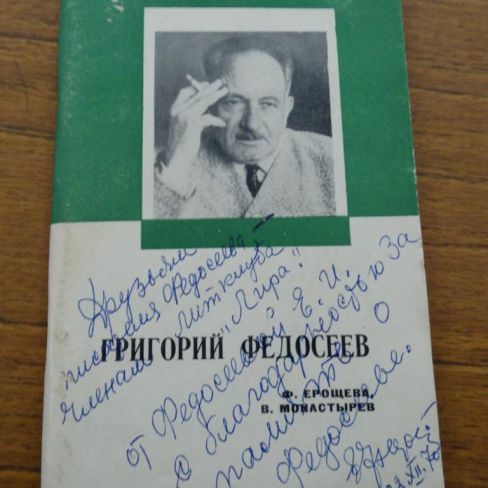 Друзьям
писателя Федосеева —
членам литклуба
"Лира"!
ГРИГОРИЙ ФЕДОСЕЕВ
от Федосеевой Е. И.
с благодарностью за
память о
Федосееве.
Ф. ЕРОЩЕВА,
В. МОНАСТЫРЕВ